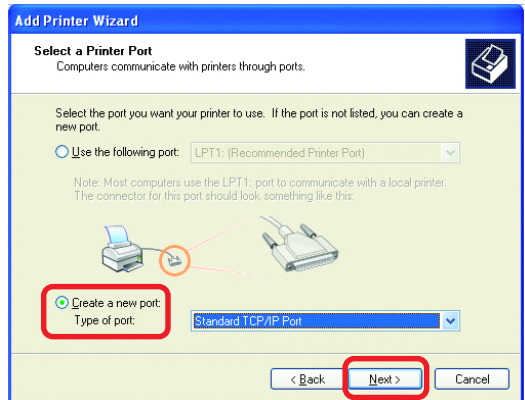 Add Printer Wizard
Select a Printer Port
Computers communicate with printers through ports.
Select the port you want your printer to use. If the port is not listed, you can create a
new port.
Use the following port: LPT1: (Recommended Printer Port)
Note: Most computers use the LPT1: port to communicate with a local printer.
The connector for this port should look something like this:
Create a new port:
Type of port: Standard TCP/IP Port
< Back Next > Cancel